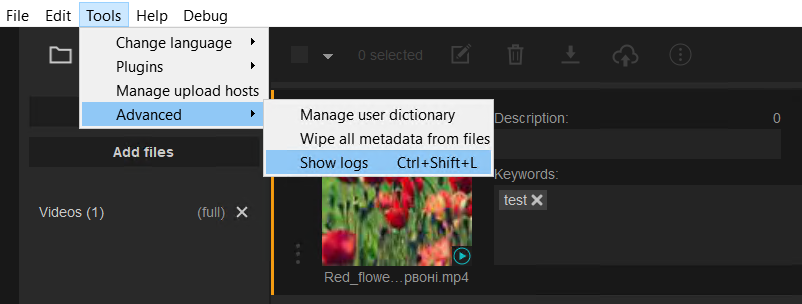 File Edit Tools Help Debug
Change language
Plugins
Manage upload hosts
Advanced
0 selected
Manage user dictionary
Wipe all metadata from files
Show logs Ctrl+Shift+L
Add files
Videos (1) (full)
Description: 0
Keywords:
test
Red_flowe...рвоні.mp4